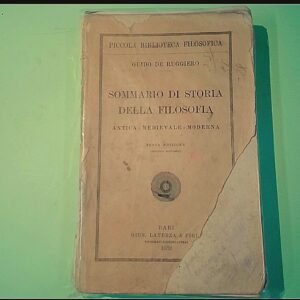 PICCOLA BIBLIOTECA FILOSOFICA
GUIDO DE RUGGIERO
SOMMARIO DI STORIA
DELLA FILOSOFIA
ANTICA - MEDIEVALE - MODERNA
EDIZIONE
BARI
GIUS. LATERZA & FIGLI